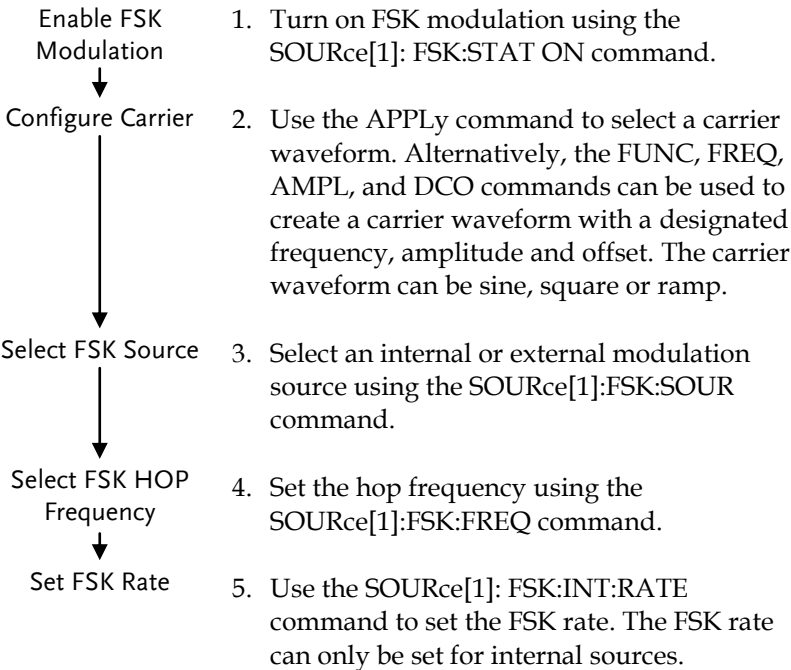 Enable FSK
Modulation
1. Turn on FSK modulation using the
SOURce[1]: FSK:STAT ON command.
Configure Carrier
2. Use the APPLy command to select a carrier
waveform. Alternatively, the FUNC, FREQ,
AMPL, and DCO commands can be used to
create a carrier waveform with a designated
frequency, amplitude and offset. The carrier
waveform can be sine, square or ramp.
Select FSK Source
3. Select an internal or external modulation
source using the SOURce[1]:FSK:SOUR
command.
Select FSK HOP
Frequency
4. Set the hop frequency using the
SOURce[1]:FSK:FREQ command.
Set FSK Rate
5. Use the SOURce[1]: FSK:INT:RATE
command to set the FSK rate. The FSK rate
can only be set for internal sources.